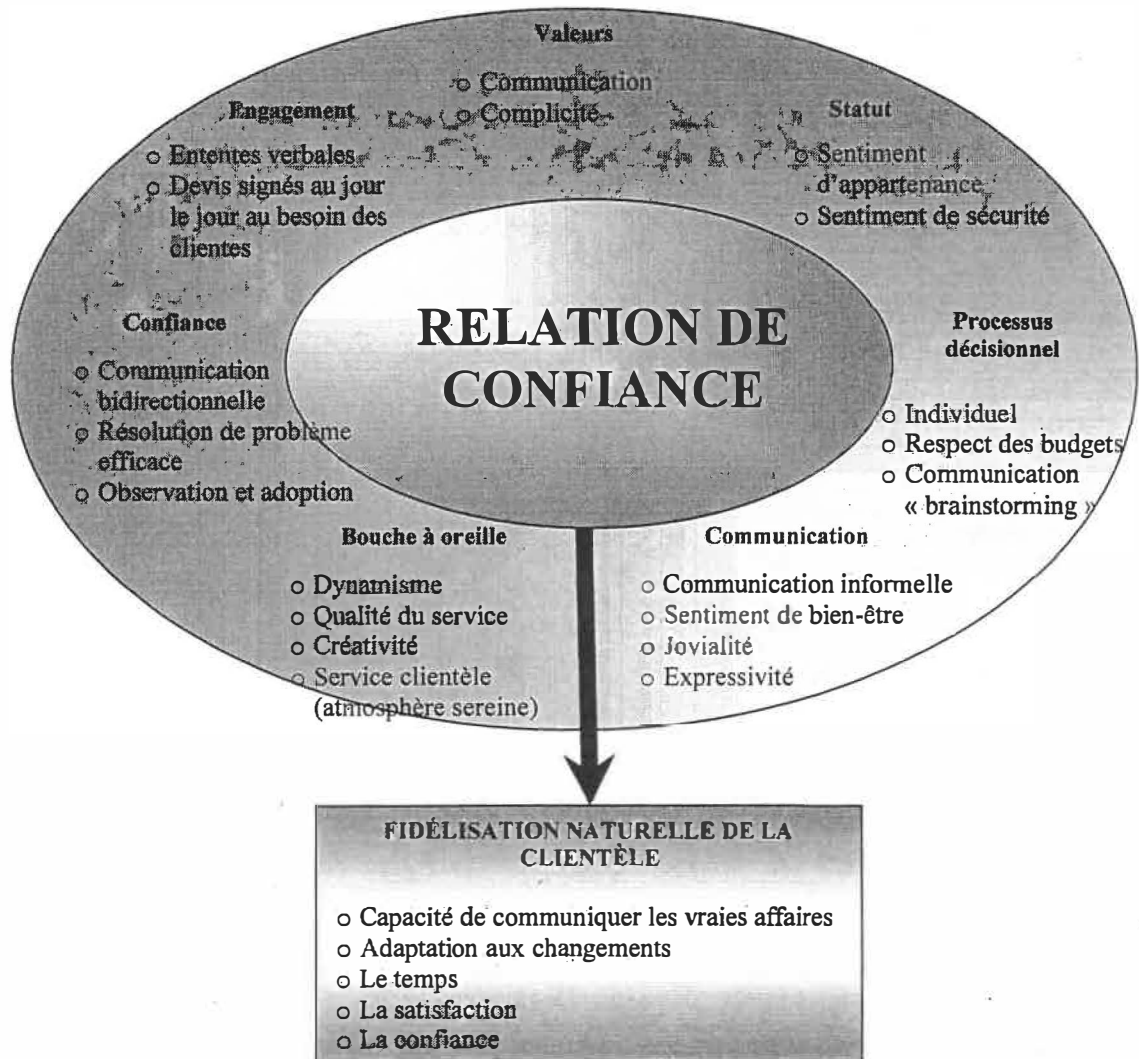 Valeurs
o Communication
o Complicité
Engagement
o Ententes verbales
o Devis signés au jour
le jour au besoin des
clientes
Statut
o Sentiment
d'appartenance
o Sentiment de sécurité
Confiance
o Communication
bidirectionnelle
o Résolution de problème
efficace
o Observation et adoption
RELATION DE
CONFIANCE
Processus
décisionnel
o Individuel
o Respect des budgets
o Communication
« brainstorming »
Bouche à oreille
o Dynamisme
o Qualité du service
o Créativité
o Service clientèle
(atmosphère sereine)
Communication
o Communication informelle
o Sentiment de bien-être
o Jovialité
o Expressivité
FIDÉLISATION NATURELLE DE LA
CLIENTÈLE
o Capacité de communiquer les vraies affaires
o Adaptation aux changements
o Le temps
o La satisfaction
o La confiance